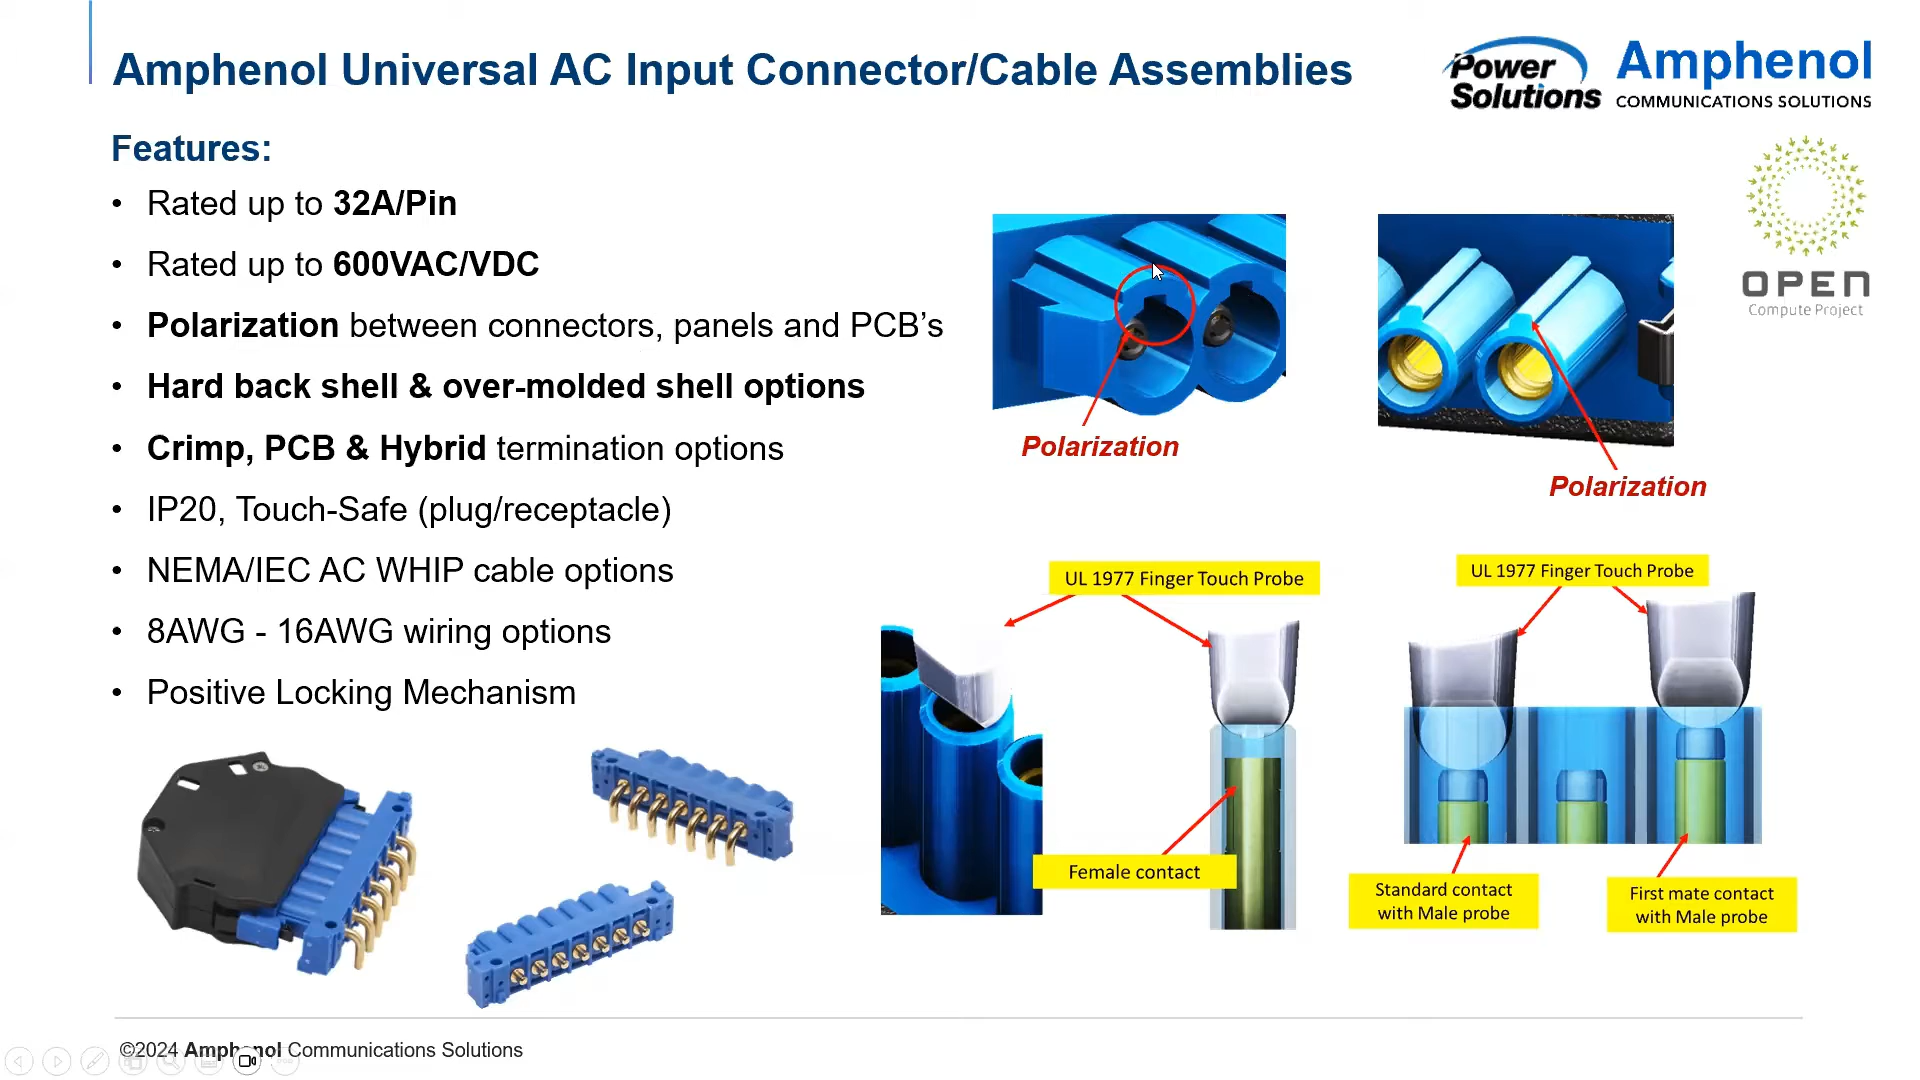 Amphenol Universal AC Input Connector/Cable Assemblies
Power
Solutions
Amphenol
COMMUNICATIONS SOLUTIONS
OPEN
Compute Project
Features:
• Rated up to 32A/Pin
• Rated up to 600VAC/VDC
• Polarization between connectors, panels and PCB’s
• Hard back shell & over-molded shell options
• Crimp, PCB & Hybrid termination options
• IP20, Touch-Safe (plug/receptacle)
• NEMA/IEC AC WHIP cable options
• 8AWG - 16AWG wiring options
• Positive Locking Mechanism
Polarization
Polarization
UL 1977 Finger Touch Probe
UL 1977 Finger Touch Probe
Female contact
Standard contact
with Male probe
First mate contact
with Male probe
©2024 Amphenol Communications Solutions